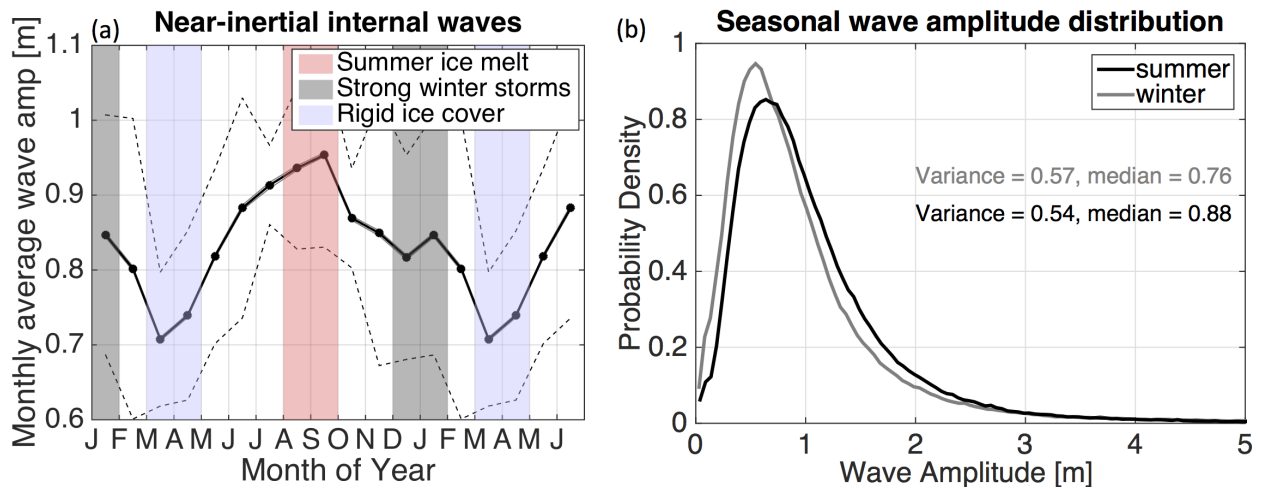 (a) Near-inertial internal waves
Monthly average wave amp [m]
1.1
1
0.9
0.8
0.7
0.6
Summer ice melt
Strong winter storms
Rigid ice cover
J F M A M J J A S O N D J F M A M J
Month of Year
(b) Seasonal wave amplitude distribution
Probability Density
1
0.8
0.6
0.4
0.2
0
summer
winter
Variance = 0.57, median = 0.76
Variance = 0.54, median = 0.88
0 1 2 3 4 5
Wave Amplitude [m]